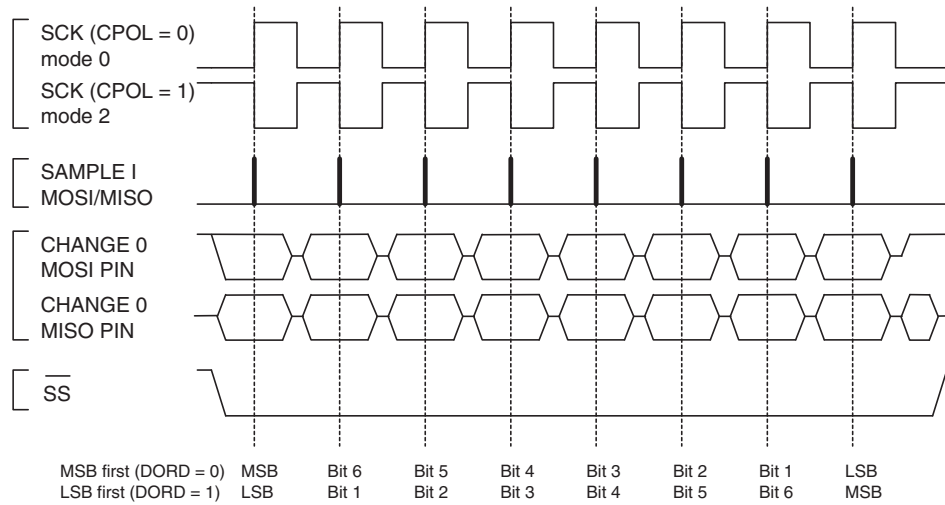 SCK (CPOL = 0)
mode 0
SCK (CPOL = 1)
mode 2
SAMPLE I
MOSI/MISO
CHANGE 0
MOSI PIN
CHANGE 0
MISO PIN
SS
MSB first (DORD = 0) MSB Bit 6 Bit 5 Bit 4 Bit 3 Bit 2 Bit 1 LSB
LSB first (DORD = 1) LSB Bit 1 Bit 2 Bit 3 Bit 4 Bit 5 Bit 6 MSB